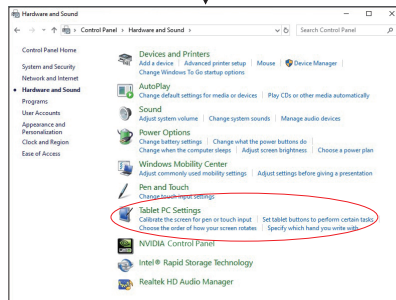 Hardware and Sound
Control Panel › Hardware and Sound ›
Search Control Panel
Control Panel Home
System and Security
Network and Internet
Hardware and Sound
Programs
User Accounts
Appearance and
Personalization
Clock and Region
Ease of Access
Devices and Printers
Add a device | Advanced printer setup | Mouse | Device Manager |
Change Windows To Go startup options
AutoPlay
Change default settings for media or devices | Play CDs or other media automatically
Sound
Adjust system volume | Change system sounds | Manage audio devices
Power Options
Change battery settings | Change what the power buttons do |
Change when the computer sleeps | Adjust screen brightness | Choose a power plan
Windows Mobility Center
Adjust commonly used mobility settings | Adjust settings before giving a presentation
Pen and Touch
Change touch input settings
Tablet PC Settings
Calibrate the screen for pen or touch input | Set tablet buttons to perform certain tasks
Choose the order of how your screen rotates | Specify which hand you write with
NVIDIA Control Panel
Intel® Rapid Storage Technology
Realtek HD Audio Manager